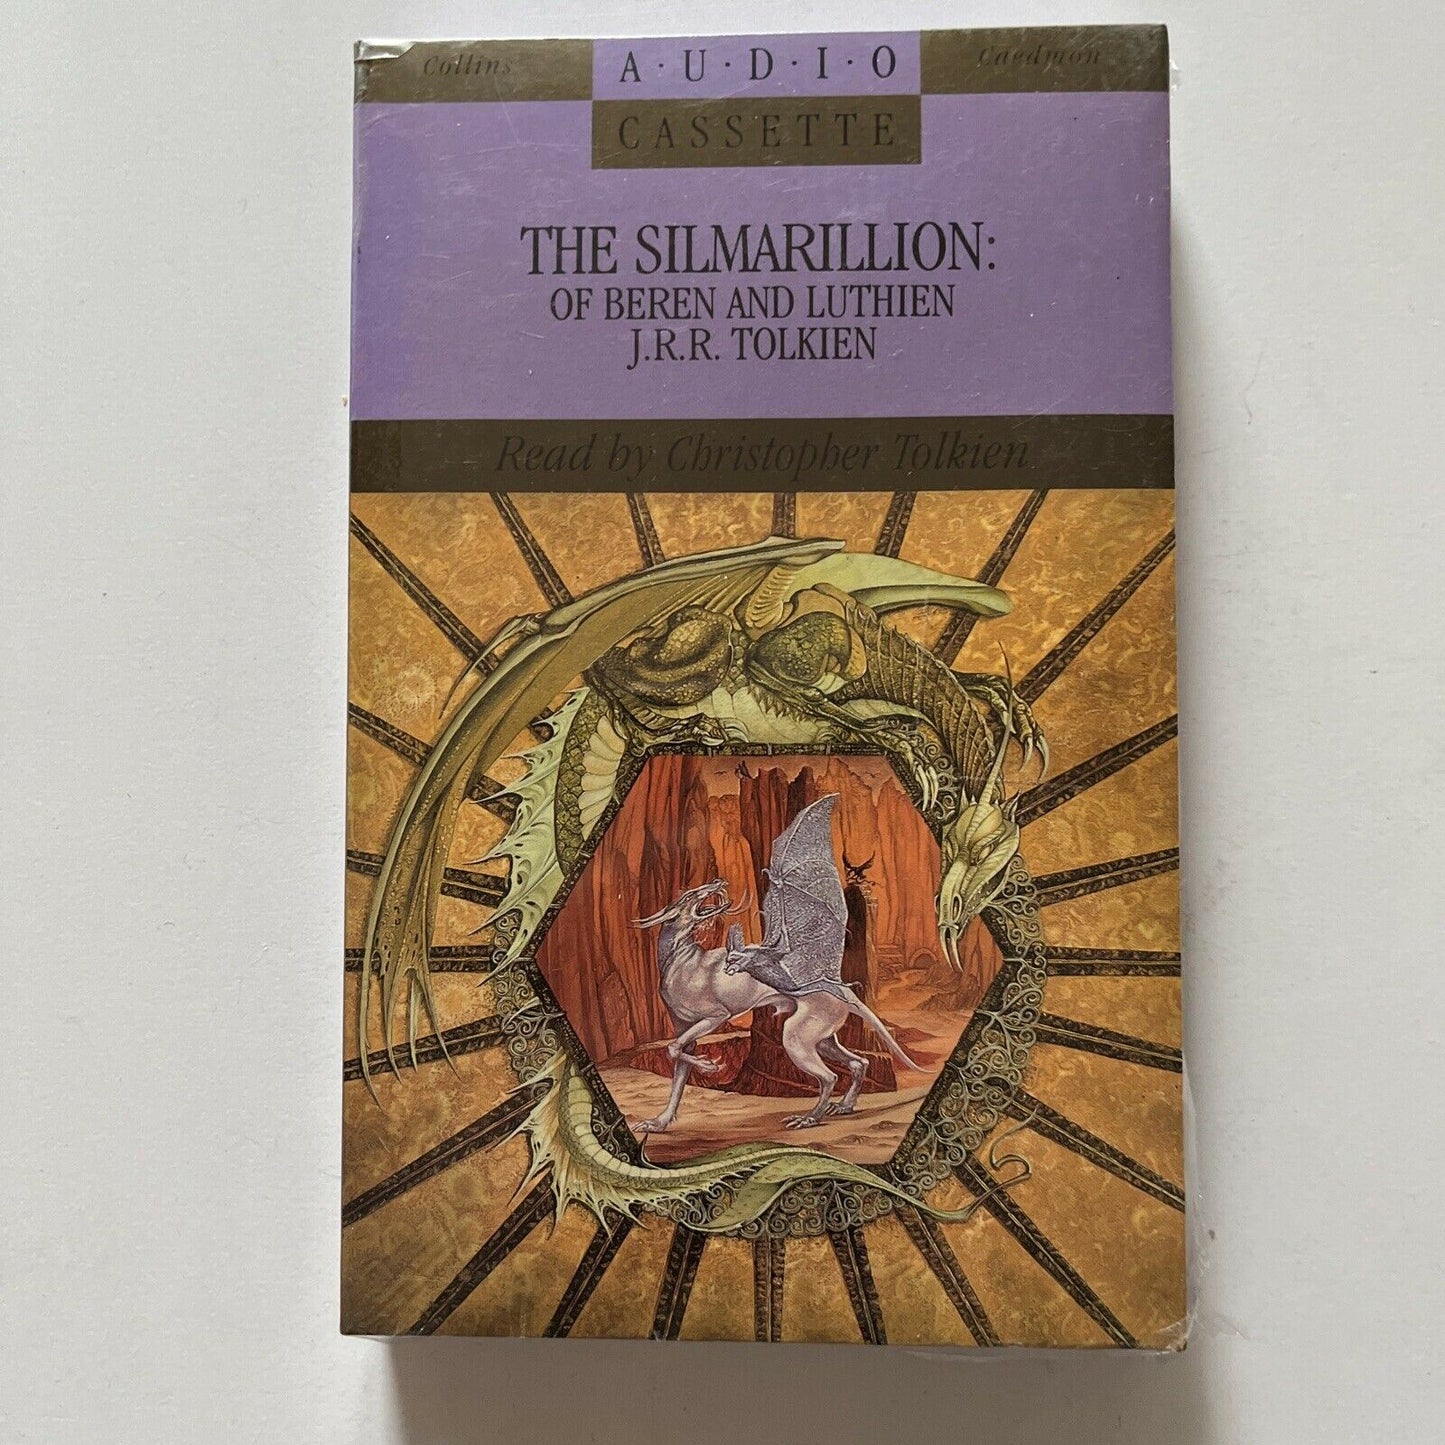 Collins
A·U·D·I·O
Caedmon
CASSETTE
THE SILMARILLION:
OF BEREN AND LUTHIEN
J.R.R. TOLKIEN
Read by Christopher Tolkien